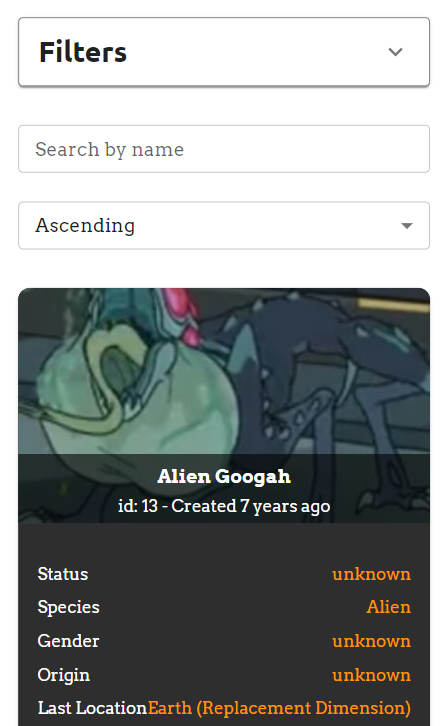 Filters
Search by name
Ascending
Alien Googah
id: 13 - Created 7 years ago
Status unknown
Species Alien
Gender unknown
Origin unknown
Last Location Earth (Replacement Dimension)